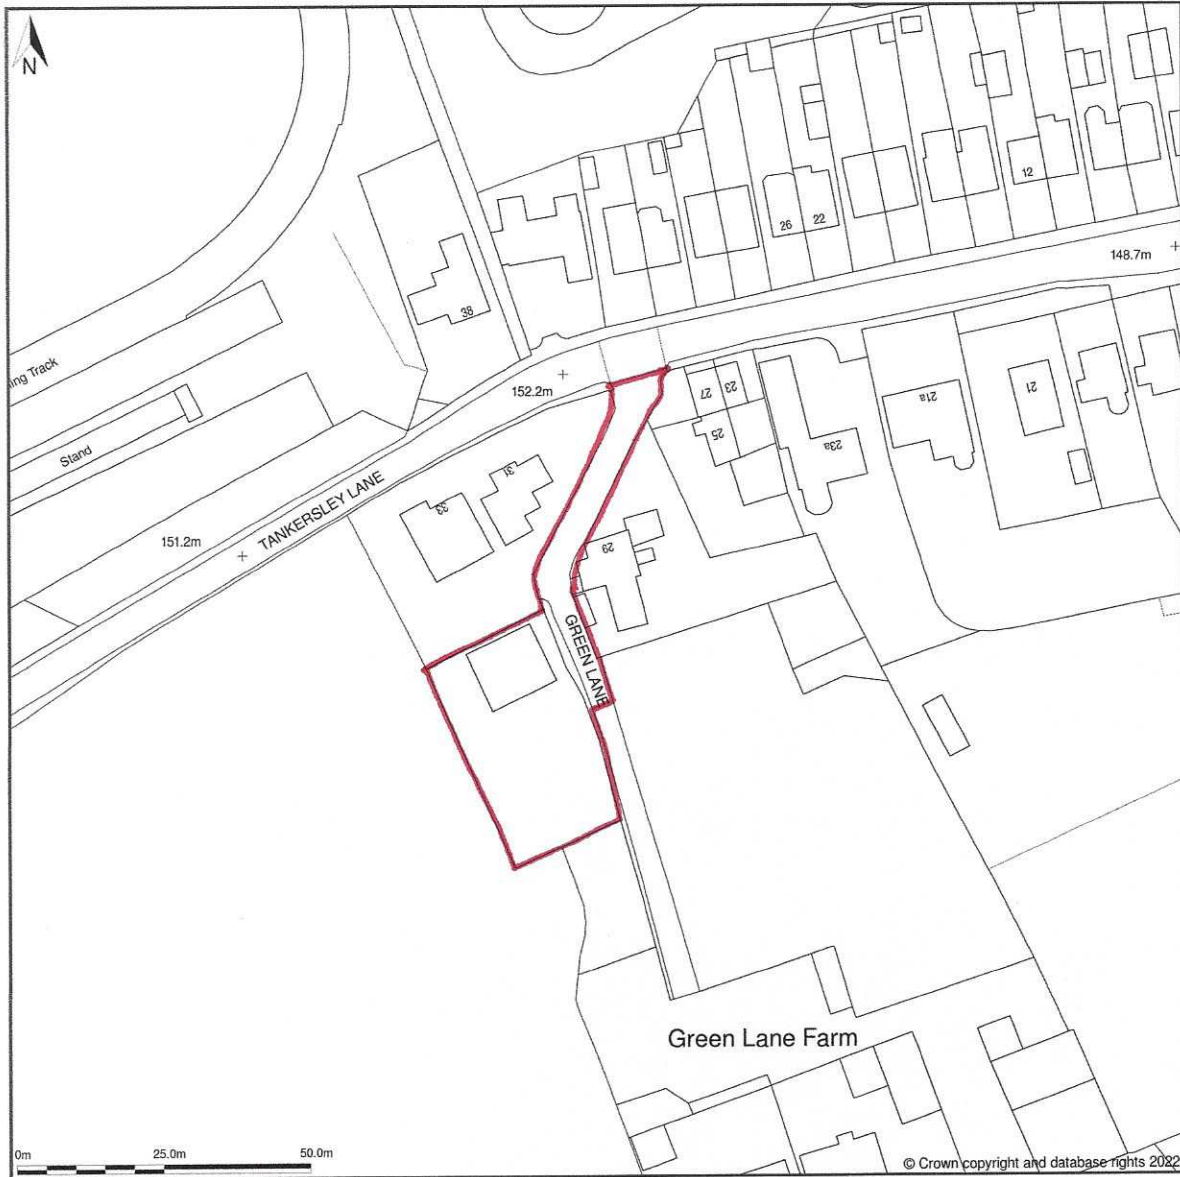 N
12
26
22
148.7m
38
152.2m
ing Track
27
23
25
23a
21a
21
Stand
TANKERSLEY LANE
31
33
151.2m
29
GREEN LANE
Green Lane Farm
0m 25.0m 50.0m
© Crown copyright and database rights 2022